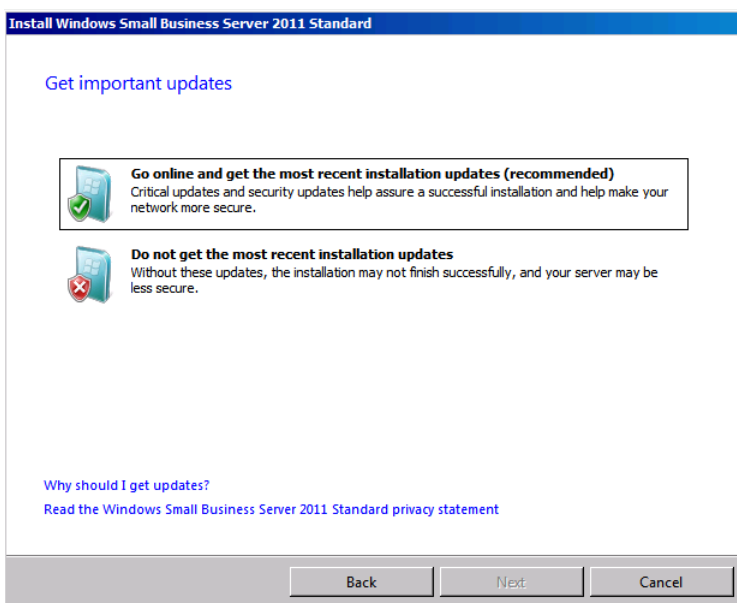 Install Windows Small Business Server 2011 Standard
Get important updates
Go online and get the most recent installation updates (recommended)
Critical updates and security updates help assure a successful installation and help make your
network more secure.
Do not get the most recent installation updates
Without these updates, the installation may not finish successfully, and your server may be
less secure.
Why should I get updates?
Read the Windows Small Business Server 2011 Standard privacy statement
Back Next Cancel